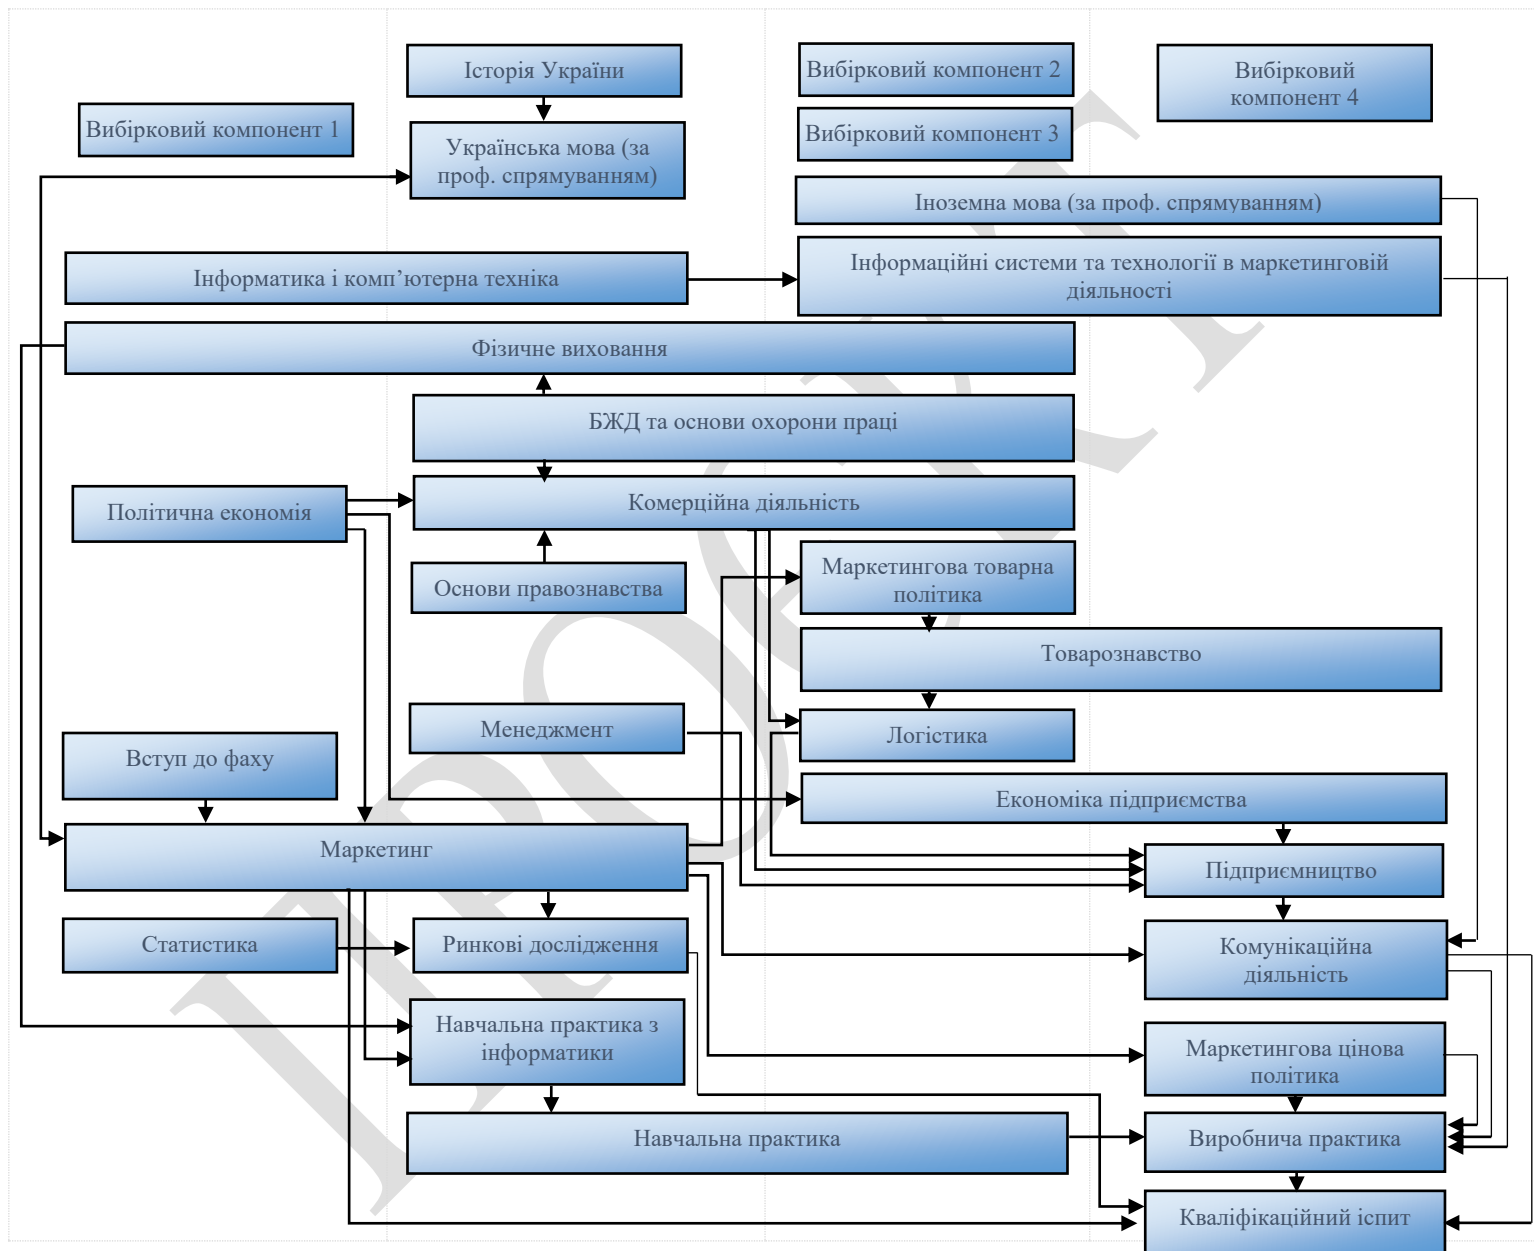 Історія України
Вибірковий компонент 2
Вибірковий
компонент 4
Вибірковий компонент 1
Вибірковий компонент 3
Українська мова (за
проф. спрямуванням)
Іноземна мова (за проф. спрямуванням)
Інформатика і комп’ютерна техніка
Інформаційні системи та технології в маркетинговій
діяльності
Фізичне виховання
БЖД та основи охорони праці
Політична економія
Комерційна діяльність
Основи правознавства
Маркетингова товарна
політика
Товарознавство
Менеджмент
Логістика
Вступ до фаху
Економіка підприємства
Маркетинг
Підприємництво
Статистика
Ринкові дослідження
Комунікаційна
діяльність
Навчальна практика з
інформатики
Маркетингова цінова
політика
Навчальна практика
Виробнича практика
Кваліфікаційний іспит
ПРОЄКТ